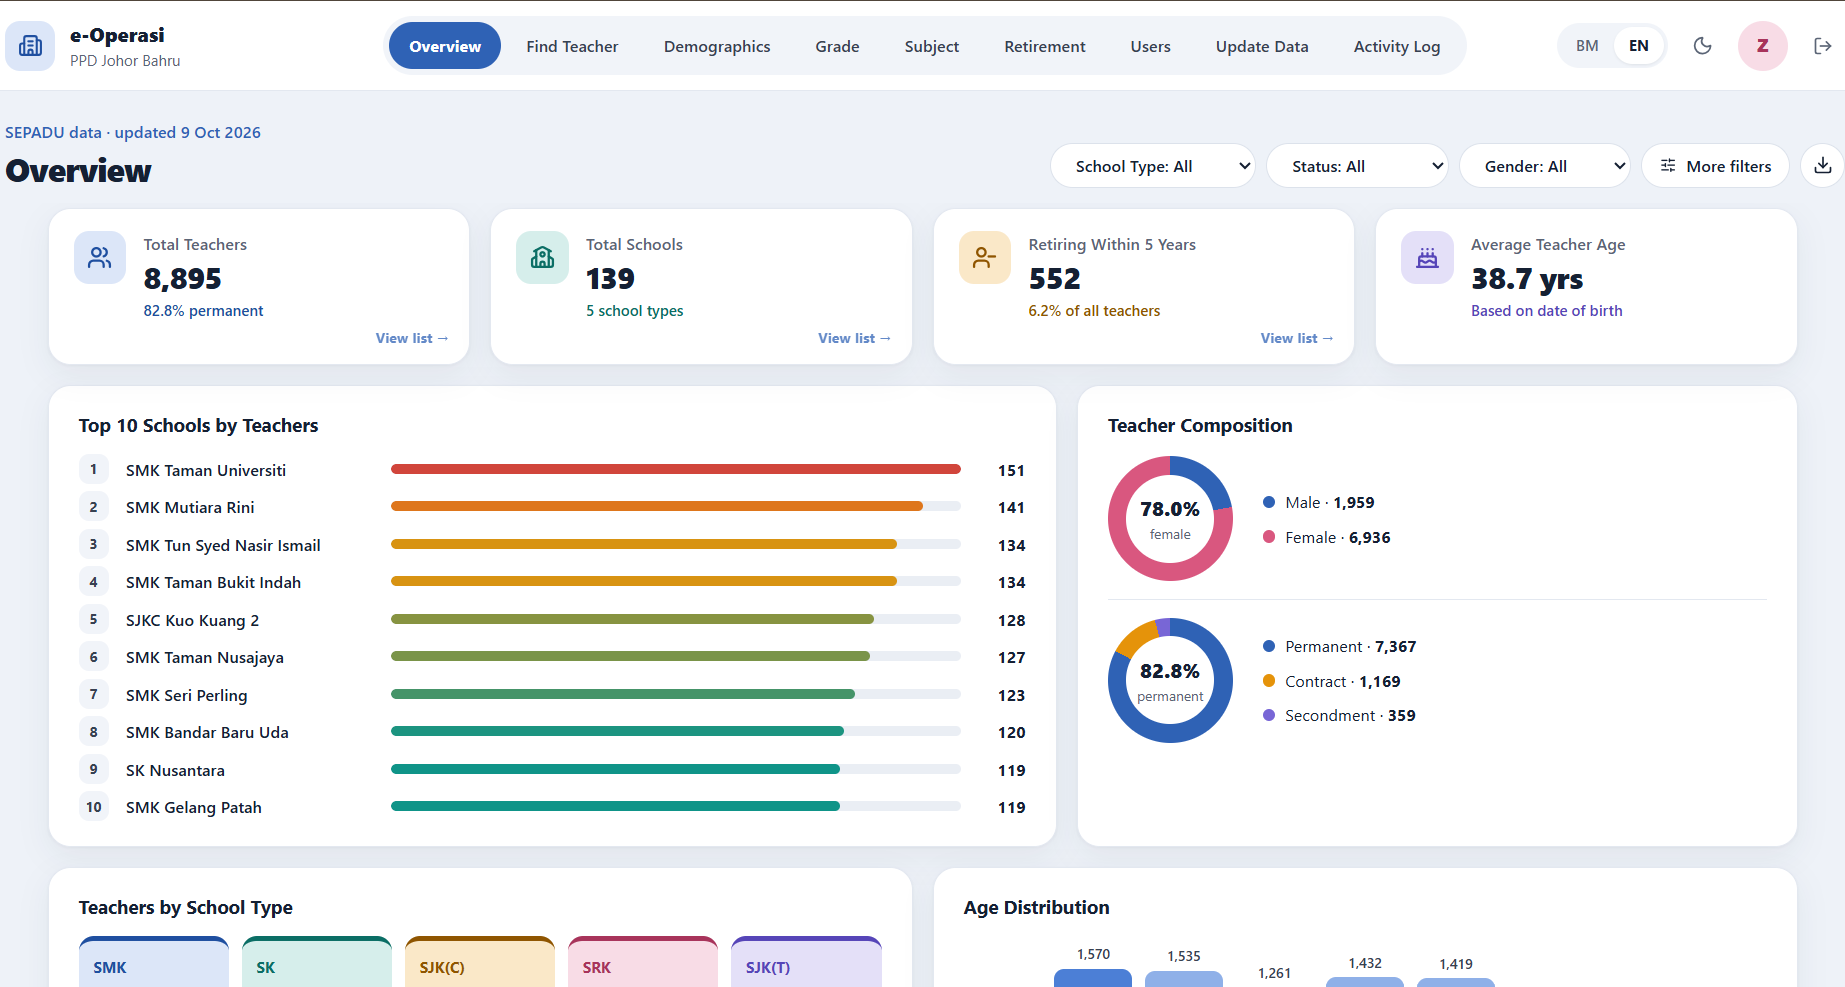 e-Operasi
PPD Johor Bahru
Overview
Find Teacher
Demographics
Grade
Subject
Retirement
Users
Update Data
Activity Log
BM
EN
Z
SEPADU data · updated 9 Oct 2026
Overview
School Type: All
Status: All
Gender: All
More filters
Total Teachers
8,895
82.8% permanent
View list →
Total Schools
139
5 school types
View list →
Retiring Within 5 Years
552
6.2% of all teachers
View list →
Average Teacher Age
38.7 yrs
Based on date of birth
Top 10 Schools by Teachers
1 SMK Taman Universiti 151
2 SMK Mutiara Rini 141
3 SMK Tun Syed Nasir Ismail 134
4 SMK Taman Bukit Indah 134
5 SJKC Kuo Kuang 2 128
6 SMK Taman Nusajaya 127
7 SMK Seri Perling 123
8 SMK Bandar Baru Uda 120
9 SK Nusantara 119
10 SMK Gelang Patah 119
Teacher Composition
78.0%
female
Male · 1,959
Female · 6,936
82.8%
permanent
Permanent · 7,367
Contract · 1,169
Secondment · 359
Teachers by School Type
SMK
SK
SJK(C)
SRK
SJK(T)
Age Distribution
1,570
1,535
1,261
1,432
1,419